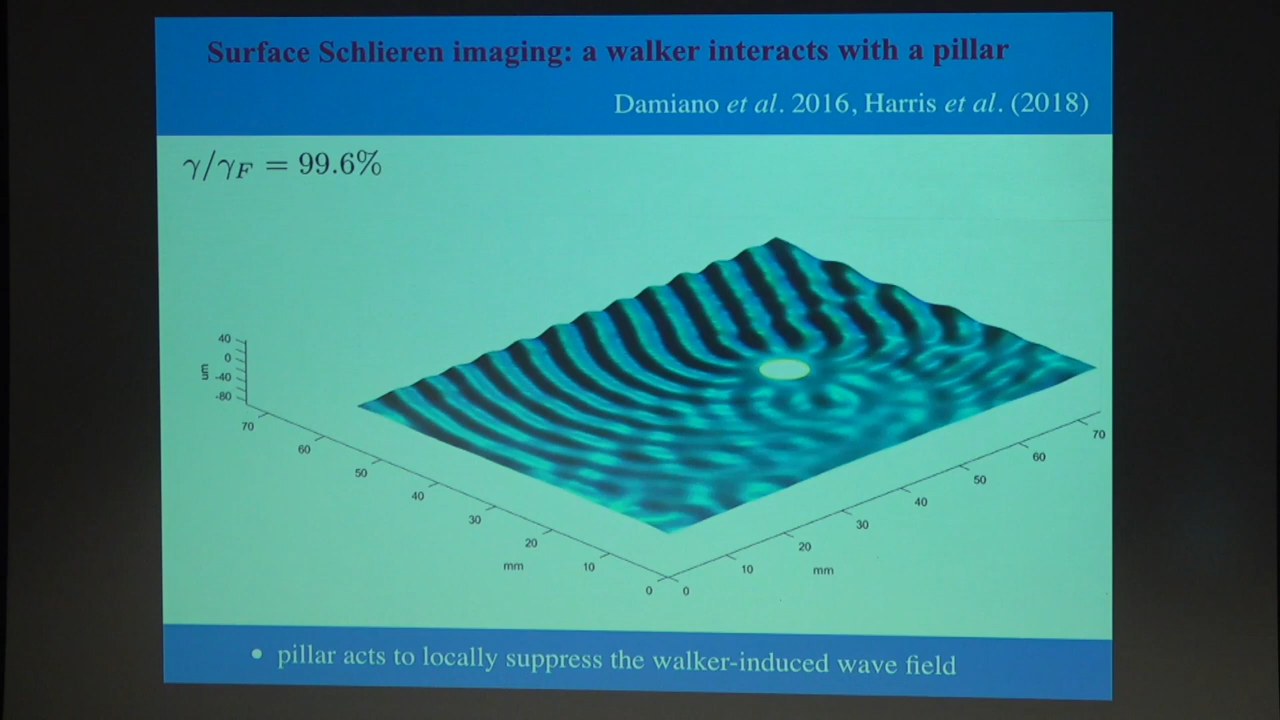 Surface Schlieren imaging: a walker interacts with a pillar
Damiano et al. 2016, Harris et al. (2018)
γ/γF = 99.6%
40
0
-40
-80
um
70
60
50
40
30
20
10
0
mm
0
10
20
30
40
50
60
70
mm
• pillar acts to locally suppress the walker-induced wave field